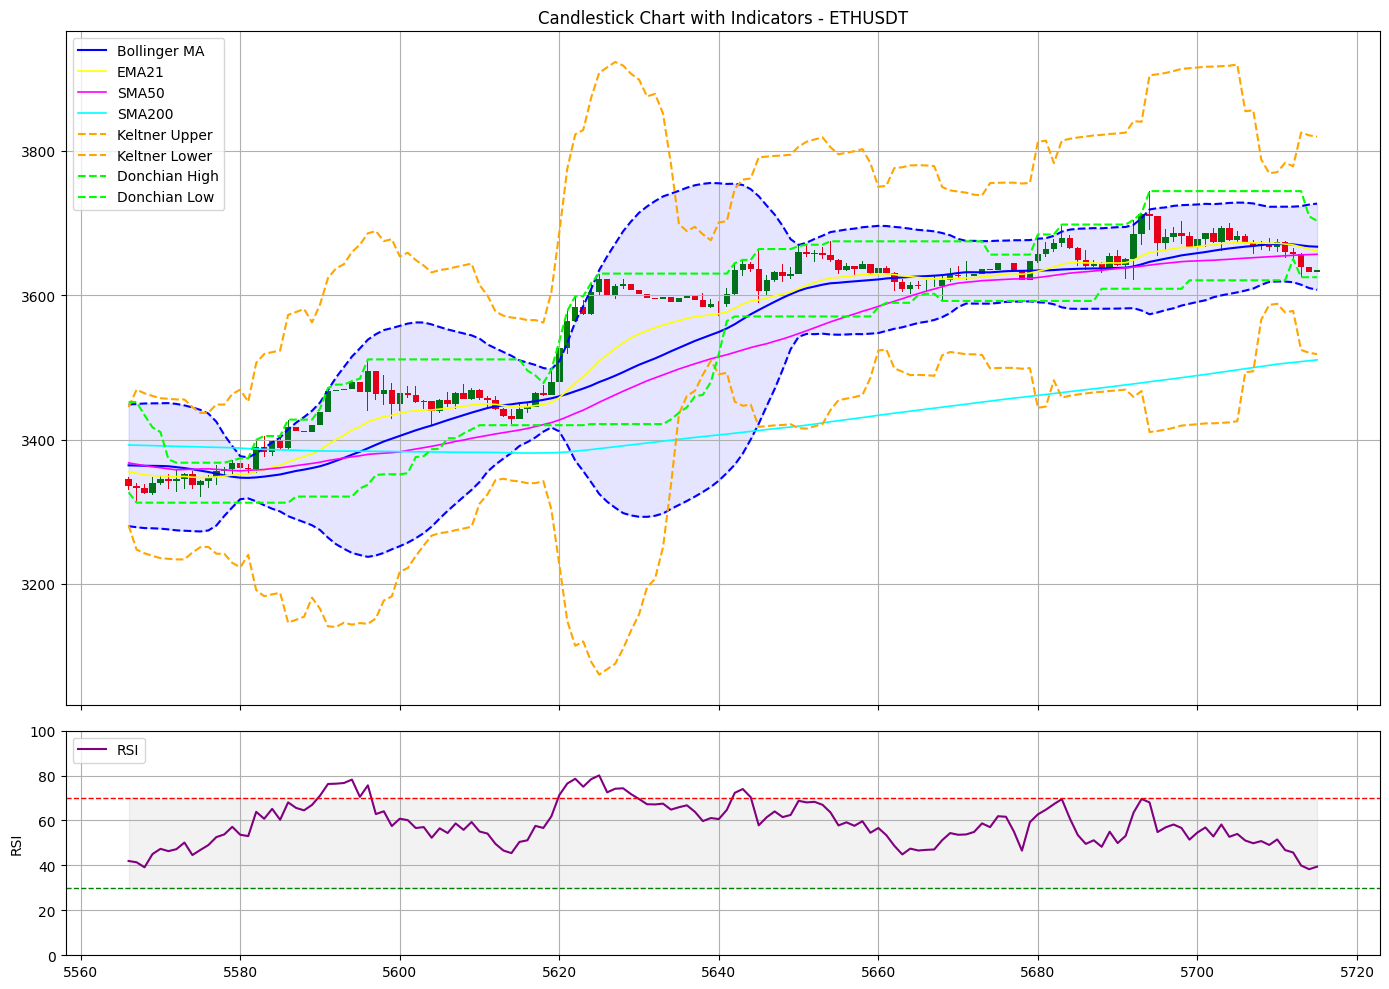 Candlestick Chart with Indicators - ETHUSDT
Bollinger MA
EMA21
SMA50
SMA200
Keltner Upper
Keltner Lower
Donchian High
Donchian Low
3800
3600
3400
3200
RSI
100
80
60
40
20
0
RSI
5560
5580
5600
5620
5640
5660
5680
5700
5720